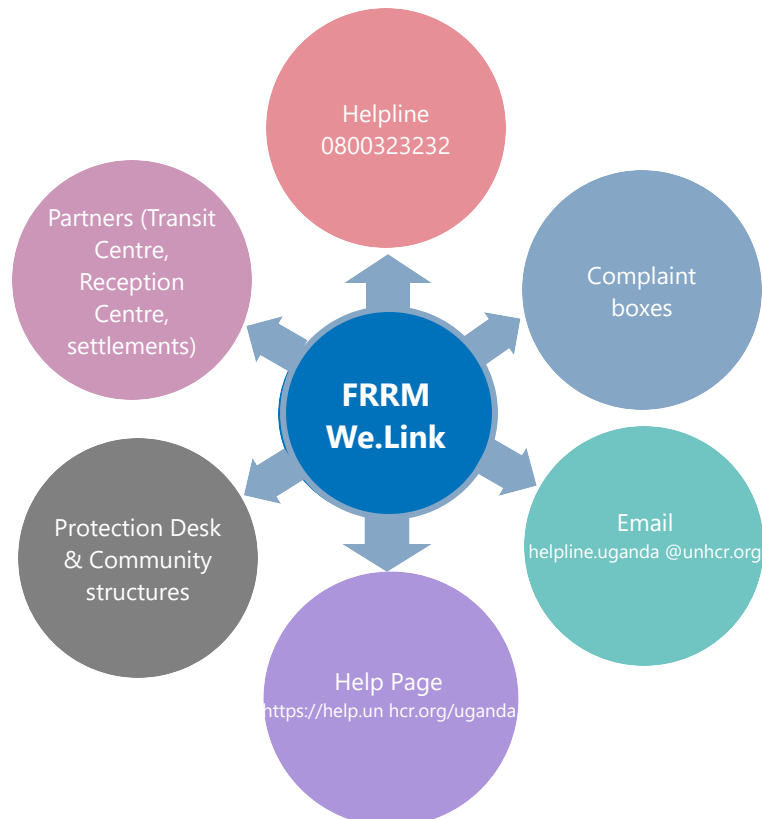 Helpline
0800323232
Partners (Transit
Centre,
Reception
Centre,
settlements)
Complaint
boxes
FRRM
We.Link
Protection Desk
& Community
structures
Email
helpline.uganda @unhcr.org
Help Page
https://help.un hcr.org/uganda